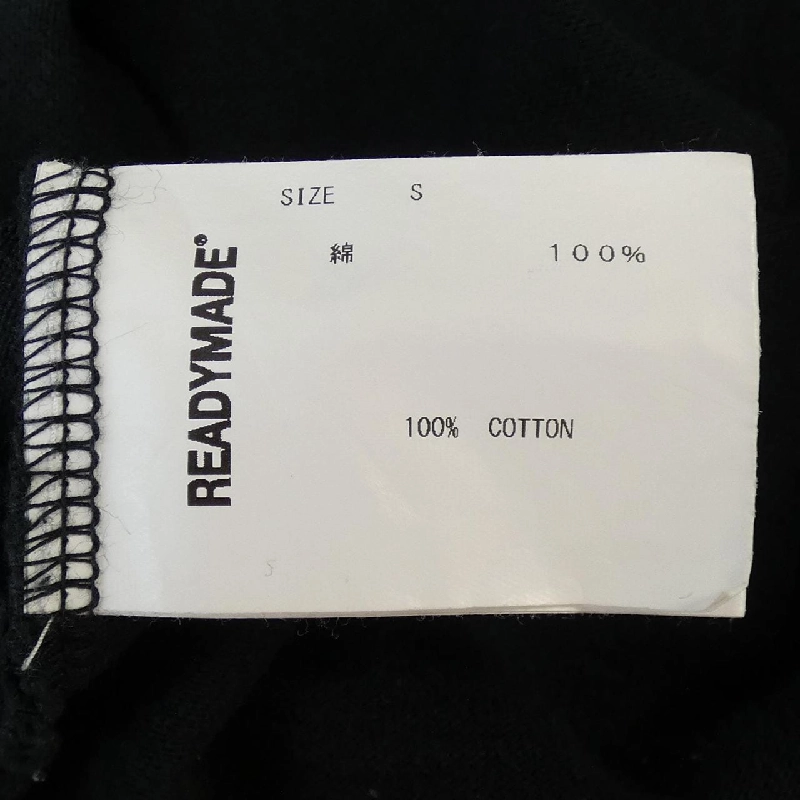 SIZE S
綿 １００％
READYMADE®
100% COTTON